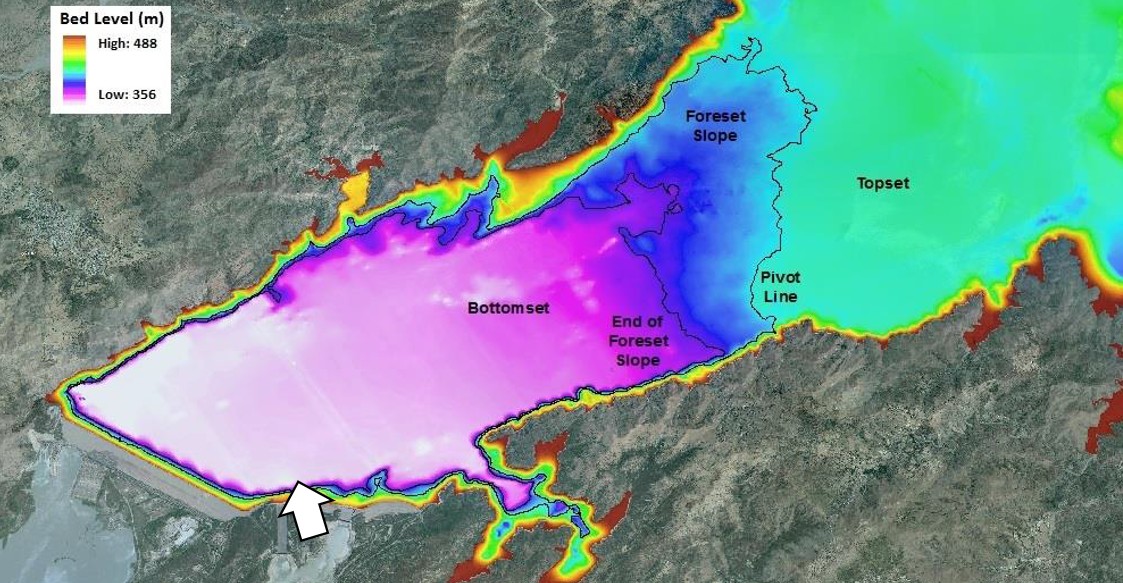 Bed Level (m)
High: 488
Low: 356
Foreset
Slope
Topset
Pivot
Line
Bottomset
End of
Foreset
Slope